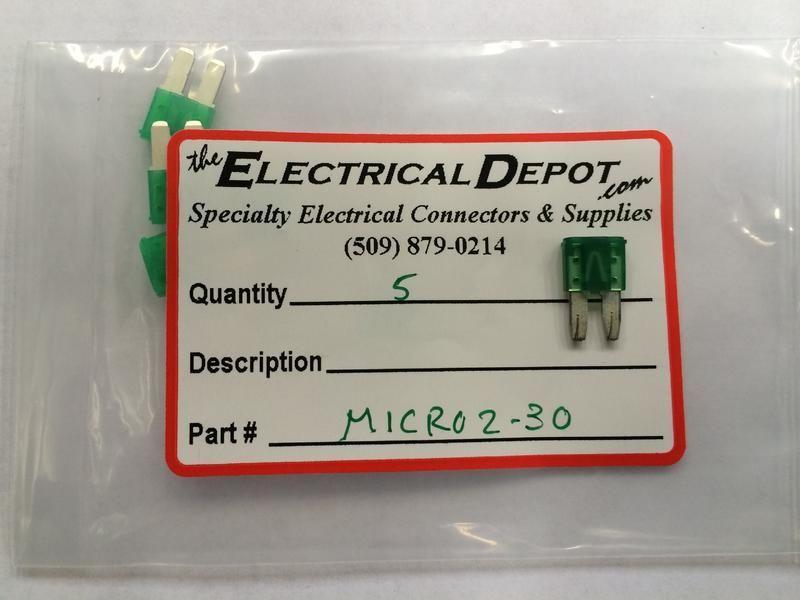 the ELECTRICAL DEPOT.com
Specialty Electrical Connectors & Supplies
(509) 879-0214
Quantity 5
Description
Part # MICRO2-30